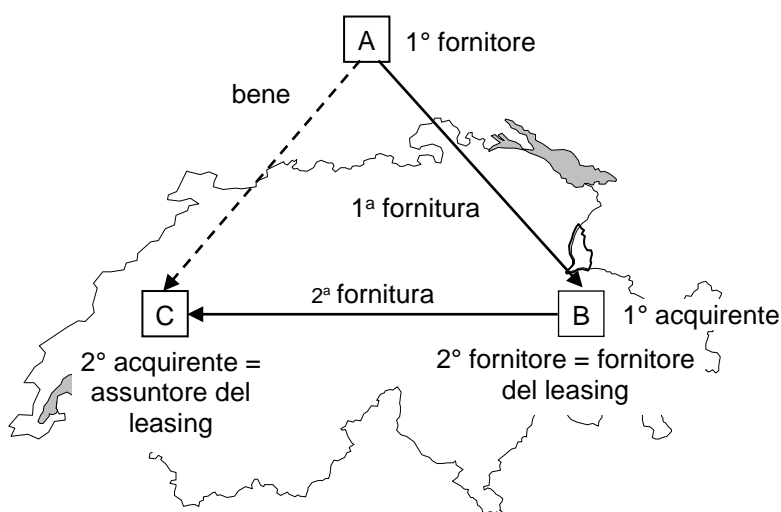 A 1° fornitore
bene
1ª fornitura
2ª fornitura
C
B 1° acquirente
2° acquirente =
assuntore del
leasing
2° fornitore = fornitore
del leasing